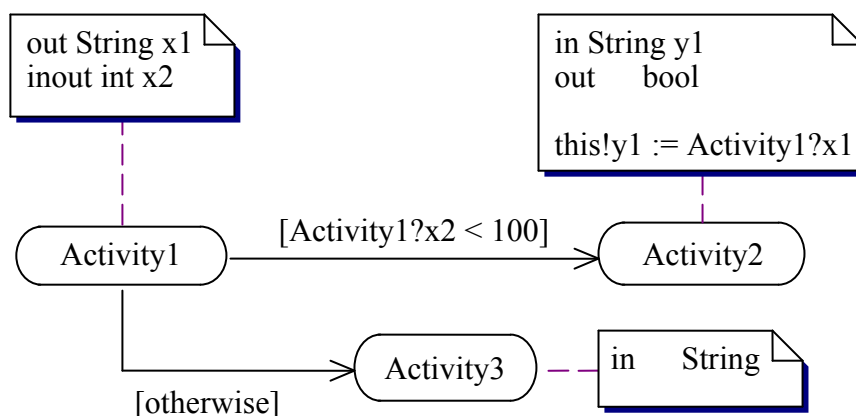 out String x1
inout int x2
in String y1
out bool
this!y1 := Activity1?x1
Activity1
[Activity1?x2 < 100]
Activity2
Activity3
in String
[otherwise]